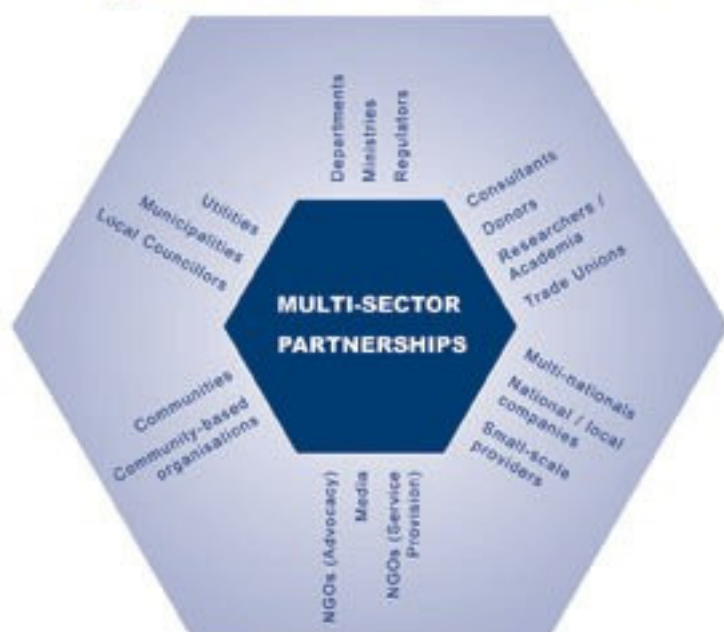 Departments
Ministries
Regulators
Consultants
Donors
Researchers /
Academia
Trade Unions
Utilities
Municipalities
Local Councillors
MULTI-SECTOR
PARTNERSHIPS
Multi-nationals
National / local
companies
Small-scale
providers
Communities
Community-based
organisations
NGOs (Advocacy)
Media
NGOs (Service
Provision)